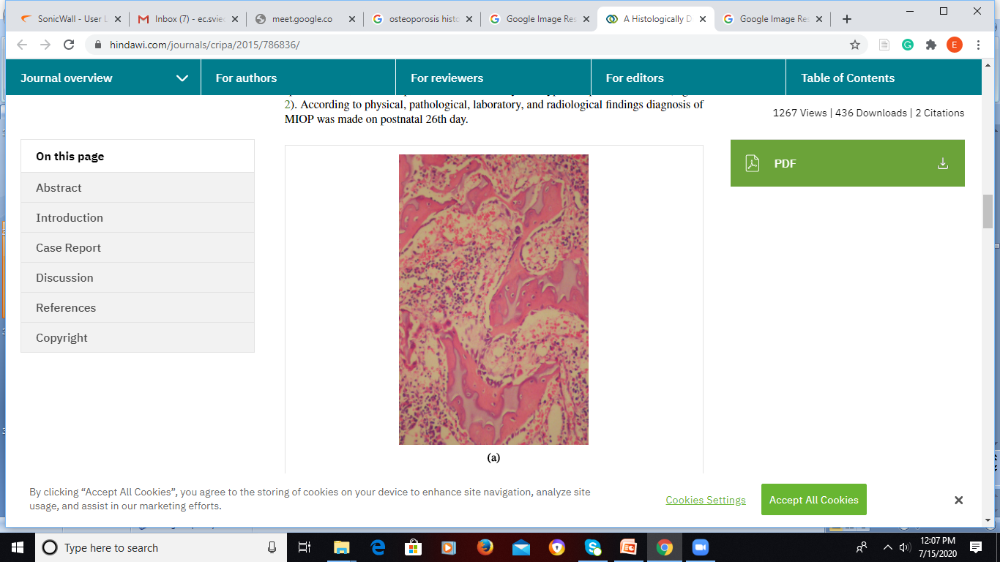 SonicWall - User L
Inbox (7) - ec.svie
meet.google.co
osteoporosis histo
Google Image Res
A Histologically D
Google Image Res
hindawi.com/journals/cripa/2015/786836/
E
Journal overview
For authors
For reviewers
For editors
Table of Contents
2). According to physical, pathological, laboratory, and radiological findings diagnosis of
MIOP was made on postnatal 26th day.
1267 Views | 436 Downloads | 2 Citations
On this page
Abstract
Introduction
Case Report
Discussion
References
Copyright
PDF
(a)
By clicking “Accept All Cookies”, you agree to the storing of cookies on your device to enhance site navigation, analyze site
usage, and assist in our marketing efforts.
Cookies Settings
Accept All Cookies
Type here to search
12:07 PM
7/15/2020